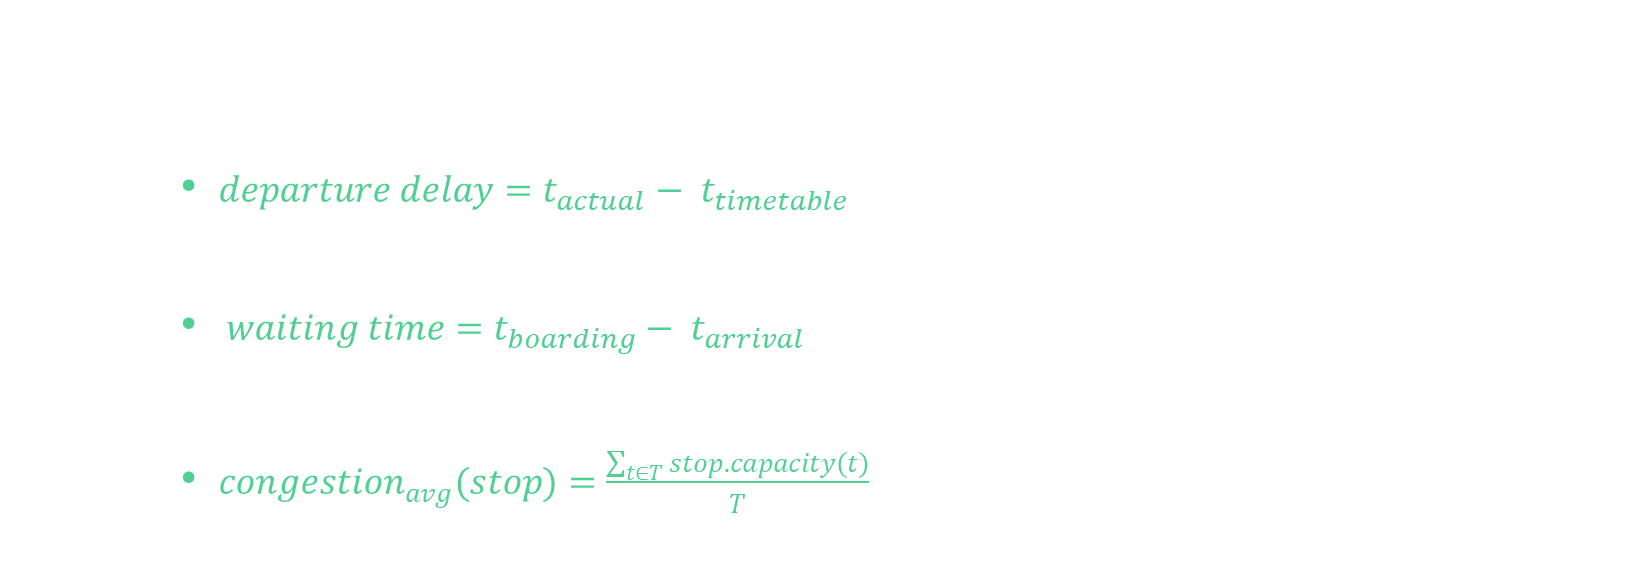 • departure delay = t_actual − t_timetable
• waiting time = t_boarding − t_arrival
• congestion_avg(stop) = ∑_{t∈T} stop.capacity(t) / T